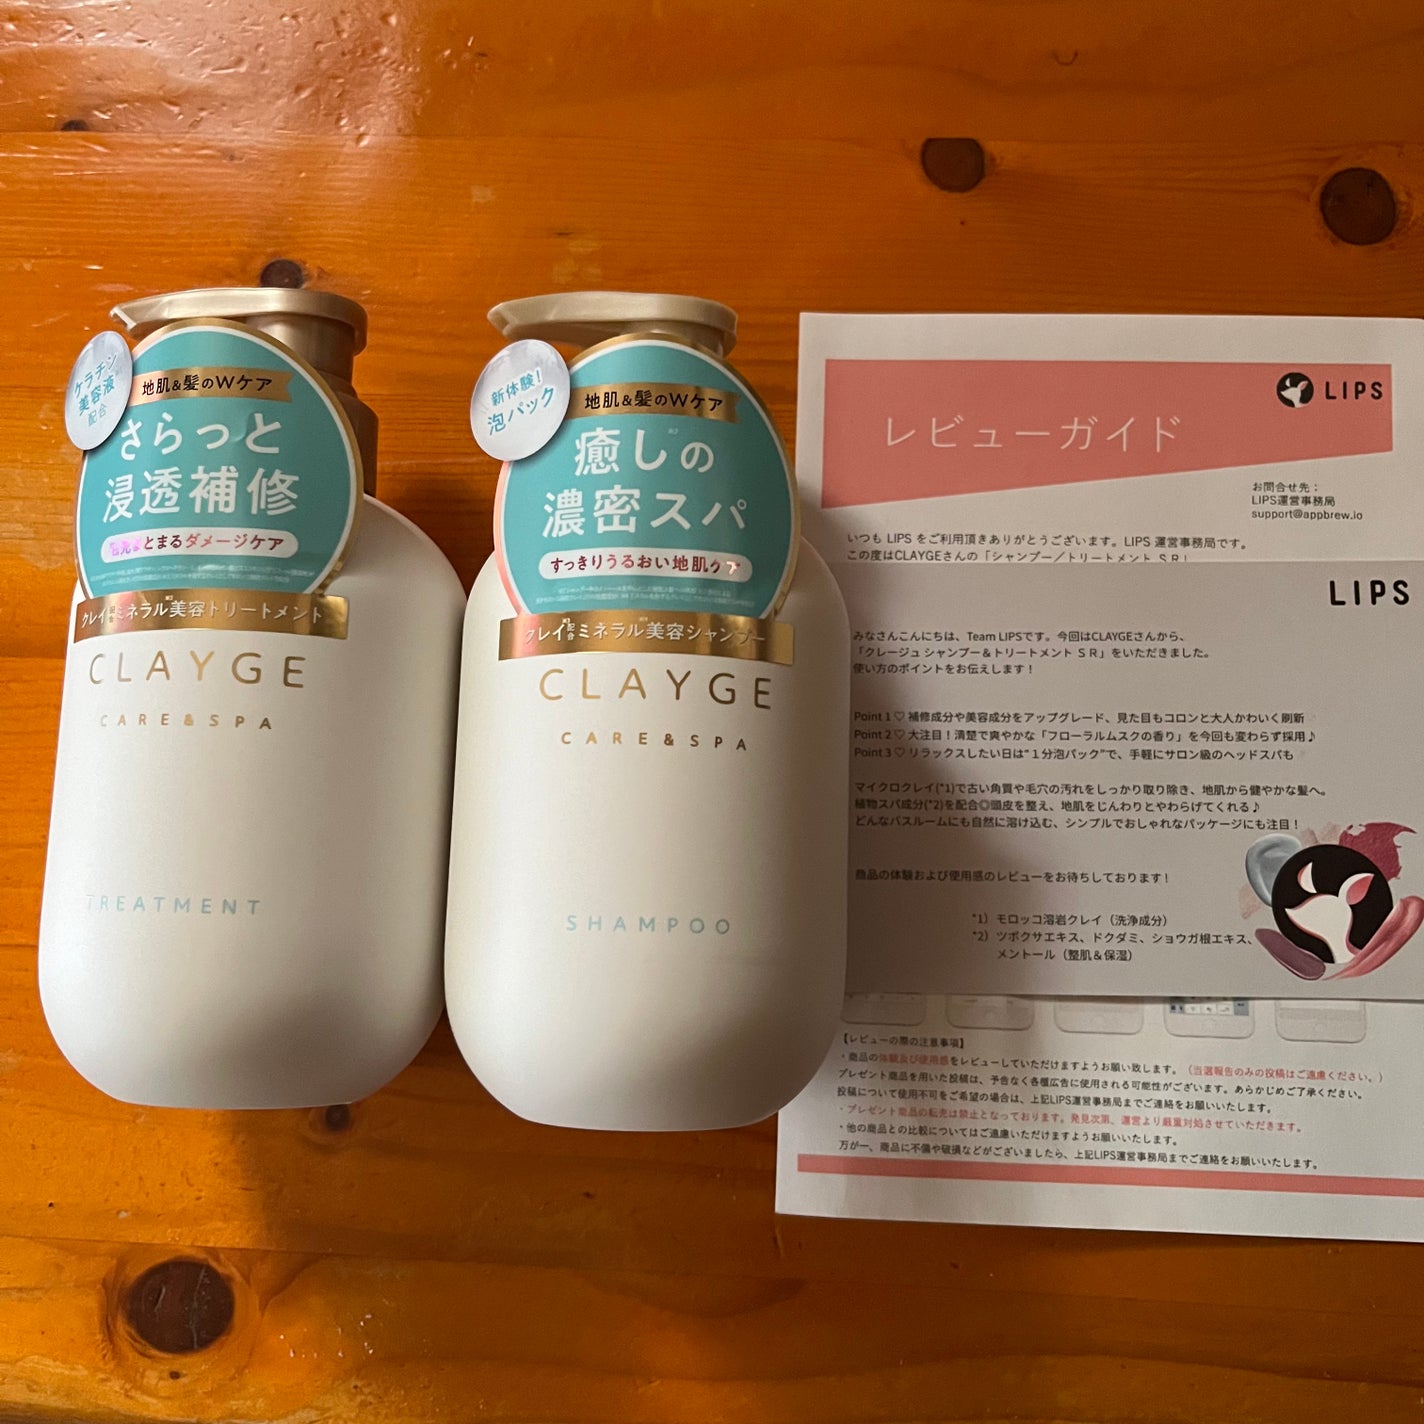 ケラチン
美容液
配合
地肌&髪のWケア
さらっと
浸透補修
とまるダメージケア
クレイ配合ミネラル美容トリートメント
CLAYGE
CARE&SPA
TREATMENT
新体験!
泡パック
地肌&髪のWケア
癒しの
濃密スパ
すっきりうるおい地肌ケア
クレイ配合ミネラル美容シャンプー
CLAYGE
CARE&SPA
SHAMPOO
LIPS
レビューガイド
お問合せ先：
LIPS運営事務局
support@appbrew.io
いつも LIPS をご利用頂きありがとうございます。LIPS 運営事務局です。
この度はCLAYGEさんの「シャンプー／トリートメント SR」
LIPS
みなさんこんにちは、Team LIPSです。今回はCLAYGEさんから、
「クレージュ シャンプー＆トリートメント ＳＲ」をいただきました。
使い方のポイントをお伝えします！
Point 1 ♡ 補修成分や美容成分をアップグレード、見た目もコロンと大人かわいく刷新
Point 2 ♡ 大注目！清楚で爽やかな「フローラルムスクの香り」を今回も変わらず採用♪
Point 3 ♡ リラックスしたい日は“１分泡パック”で、手軽にサロン級のヘッドスパも
マイクロクレイ(*1)で古い角質や毛穴の汚れをしっかり取り除き、地肌から健やかな髪へ。
植物スパ成分(*2)を配合◎頭皮を整え、地肌をじんわりとやわらげてくれる♪
どんなバスルームにも自然に溶け込む、シンプルでおしゃれなパッケージにも注目！
商品の体験および使用感のレビューをお待ちしております！
*1）モロッコ溶岩クレイ（洗浄成分）
*2）ツボクサエキス、ドクダミ、ショウガ根エキス、
メントール（整肌＆保湿）
【レビューの際の注意事項】
・商品の体験及び使用感をレビューしていただけますようお願い致します。（当選報告のみの投稿はご遠慮ください。）
プレゼント商品を用いた投稿は、予告なく各種広告に使用される可能性がございます。あらかじめご了承ください。
投稿について使用不可をご希望の場合は、上記LIPS運営事務局までご連絡をお願いいたします。
・プレゼント商品の転売は禁止となっております。発見次第、運営より厳重対処させていただきます。
・他の商品との比較についてはご遠慮いただけますようお願いいたします。
万が一、商品に不備や破損などがございましたら、上記LIPS運営事務局までご連絡をお願いいたします。